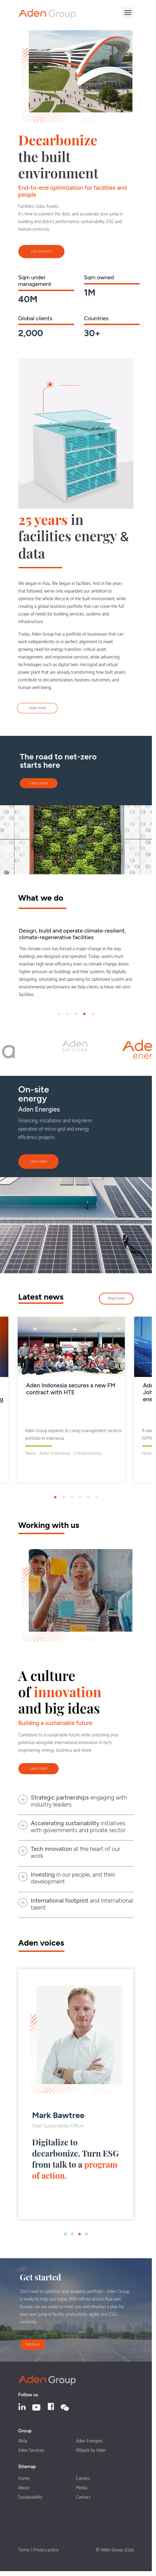 Aden Group
Decarbonize
the built
environment
End-to-end optimization for facilities and
people
Facilities. Data. Assets.
It's time to connect the dots, and accelerate your jump in
building and district performance, sustainability, ESG and
human-centricity.
Let's connect
Sqm under
management
40M
Sqm owned
1M
Global clients
2,000
Countries
30+
25 years in
facilities energy &
data
We began in Asia. We began in facilities. And in the years
that followed, we've only expanded our ambition to
optimize the whole lifecycle of the built environment, while
creating a global business portfolio that can cover the full
scope of needs for building services, systems and
infrastructure.
Today, Aden Group has a portfolio of businesses that can
work independently or in perfect alignment to meet
growing need for energy transition, critical asset
management, and responsive services, while advancing
technologies such as digital twins, microgrid and virtual
power plant that are already transforming how built assets
contribute to decarbonization, business outcomes, and
human well-being.
Learn more
The road to net-zero
starts here
Learn more
What we do
Design, build and operate climate-resilient,
climate-regenerative facilities
The climate crisis has forced a major change in the way
buildings are designed and operated. Today, assets must
attain high levels high-efficiency even as climate change drives
higher pressure on buildings and their systems. By digitally
designing, simulating and operating, and adopting optimal
control and maintenance performance we help clients achieve net-zero
facilities.
a
Aden
SERVICES
Aden
ener
On-site
energy
Aden Energies
Financing, installation and long-term
operation of micro-grid and energy
efficiency projects.
Learn more
Latest news
Read more
Aden Indonesia secures a new FM
contract with HTE
Aden Group expands its camp management services
portfolio in Indonesia.
News, Aden Indonesia, Collaborations
Working with us
A culture
of innovation
and big ideas
Building a sustainable future
Contribute to a sustainable future while unlocking your
potential alongside international innovators in tech,
engineering, energy, business and more.
Learn more
Strategic partnerships engaging with
industry leaders
Accelerating sustainability initiatives
with governments and private sector
Tech innovation at the heart of our
work
Investing in our people, and their
development
International footprint and international
talent
Aden voices
Mark Bawtree
Chief Sustainability Officer
Digitalize to
decarbonize. Turn ESG
from talk to a program
of action.
Get started
Don't wait to optimize your property portfolio – Aden Group
is ready to help you today. With offices across Asia and
Europe, we are ready to meet you and develop a plan for
your next jump in facility productivity, agility, and ESG-
centricity.
Talk to us
Aden Group
Follow us
Group
Akila
Aden Energies
Aden Services
NXpark by Aden
Sitemap
Home
Careers
About
Media
Sustainability
Contact
Terms | Privacy policy
© Aden Group 2024